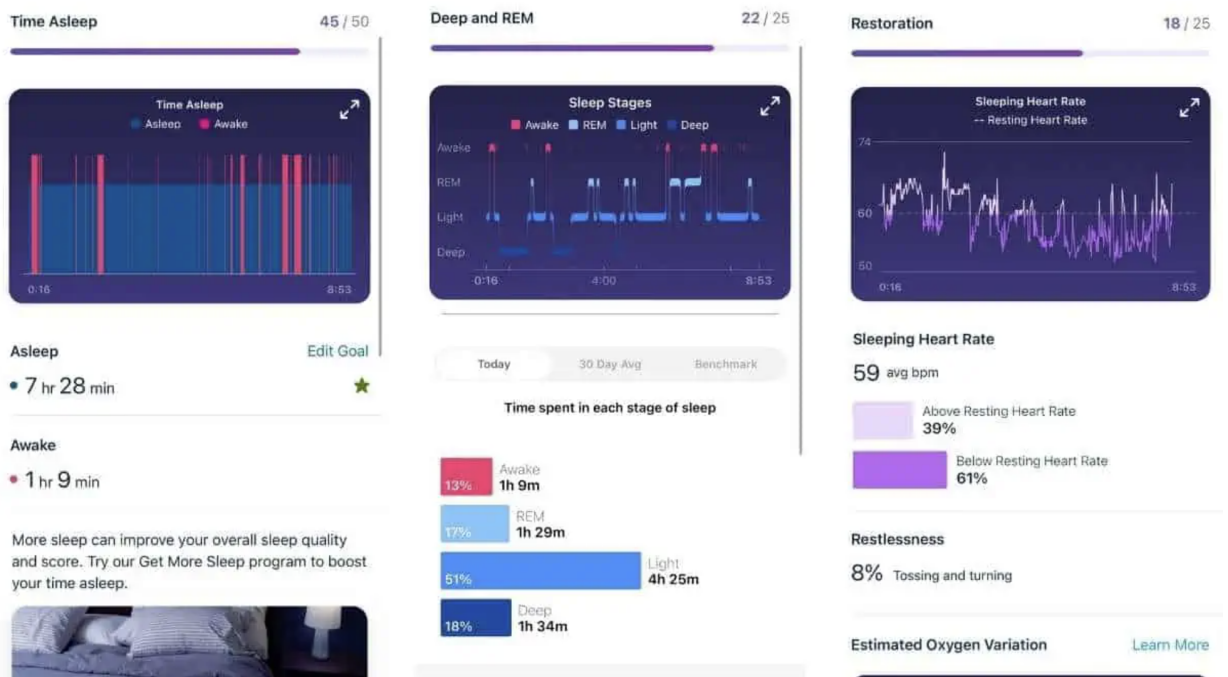 Time Asleep
45 / 50
Time Asleep
Asleep
Awake
0:16
8:53
Asleep
Edit Goal
7 hr 28 min
Awake
1 hr 9 min
More sleep can improve your overall sleep quality
and score. Try our Get More Sleep program to boost
your time asleep.
Deep and REM
22 / 25
Sleep Stages
Awake
REM
Light
Deep
Awake
REM
Light
Deep
0:16
4:00
8:53
Today
30 Day Avg
Benchmark
Time spent in each stage of sleep
Awake
13%
1h 9m
REM
17%
1h 29m
Light
51%
4h 25m
Deep
18%
1h 34m
Restoration
18 / 25
Sleeping Heart Rate
-- Resting Heart Rate
74
60
50
0:16
8:53
Sleeping Heart Rate
59 avg bpm
Above Resting Heart Rate
39%
Below Resting Heart Rate
61%
Restlessness
8% Tossing and turning
Estimated Oxygen Variation
Learn More